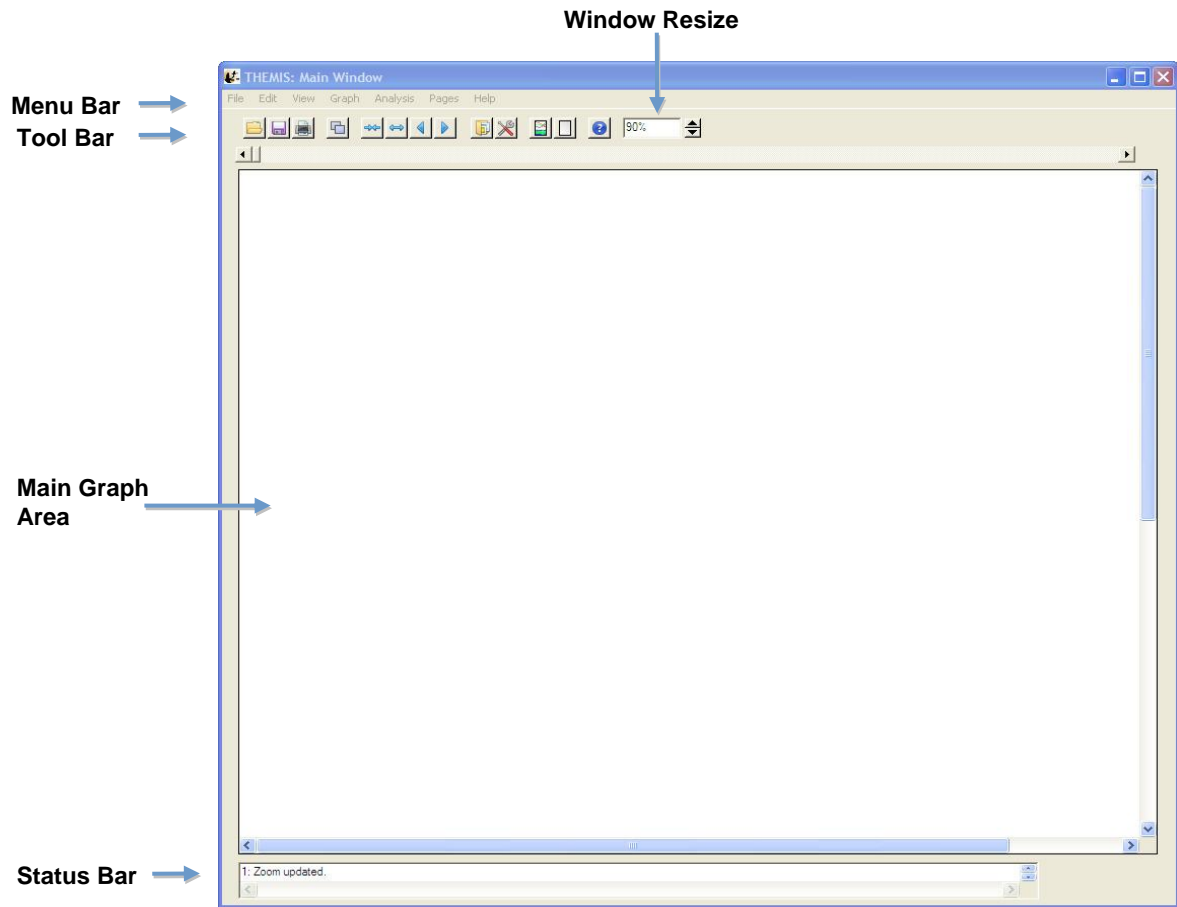 Window Resize
THEMIS: Main Window
Menu Bar
File Edit View Graph Analysis Pages Help
Tool Bar
90%
Main Graph
Area
Status Bar
1: Zoom updated.